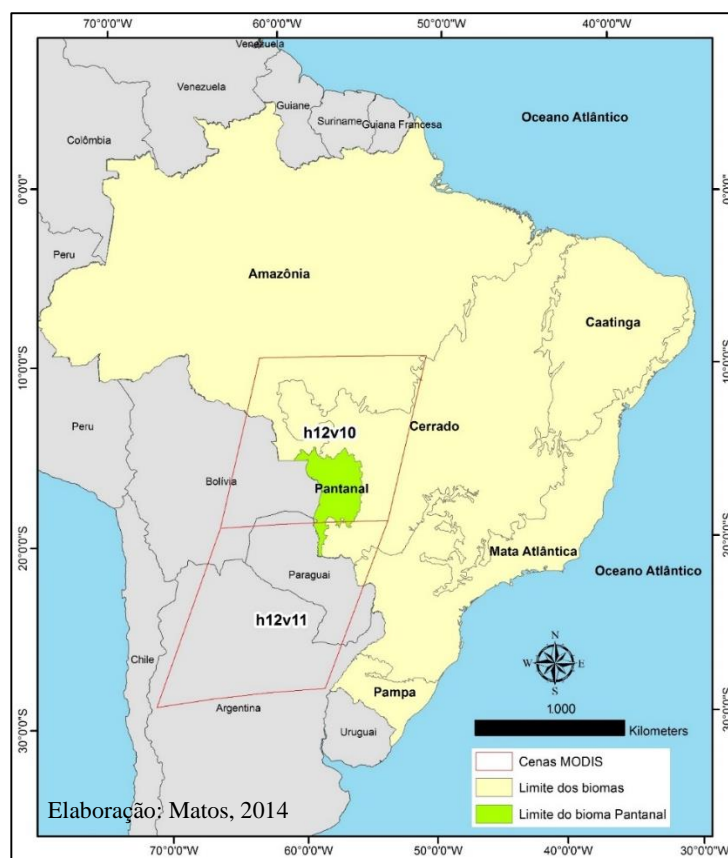 70°0'0"W 60°0'0"W 50°0'0"W 40°0'0"W
Venezuela
Venezuela
Guiane
Suriname
Guiana Francesa
Oceano Atlântico
Colômbia
0°0'0"
0°0'0"
Peru
Amazônia
Caatinga
10°0'0"S
10°0'0"S
Peru
h12v10
Cerrado
Bolívia
Pantanal
20°0'0"S
20°0'0"S
Mata Atlântica
Paraguai
Oceano Atlântico
h12v11
Chile
N
W E
S
Pampa
Argentina
1.000
Kilometers
30°0'0"S
30°0'0"S
Uruguai
Cenas MODIS
Limite dos biomas
Limite do bioma Pantanal
Elaboração: Matos, 2014
70°0'0"W 60°0'0"W 50°0'0"W 40°0'0"W 30°0'0"W